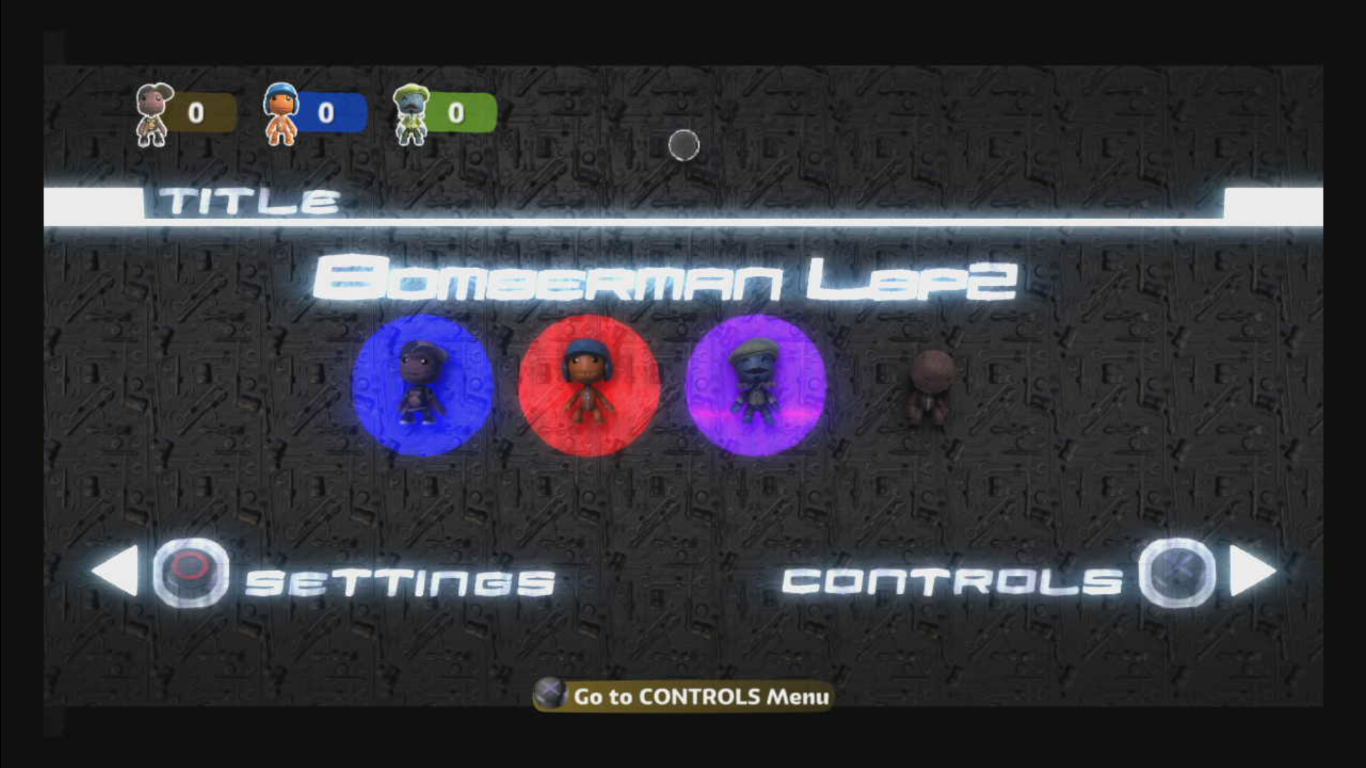 0 0 0
TITLE
Bomberman Lbp2
SETTINGS CONTROLS
Go to CONTROLS Menu